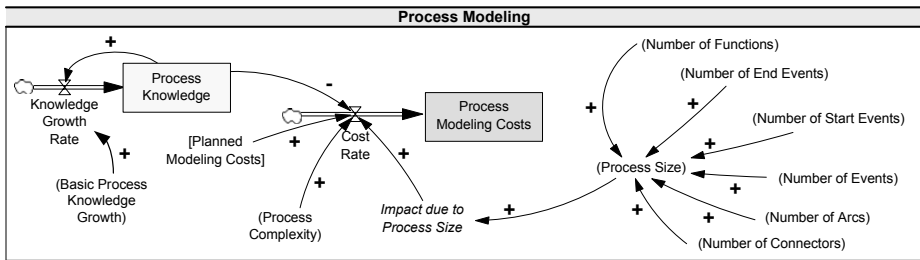 Process Modeling
+
Process
Knowledge
Knowledge
Growth
Rate
+
(Basic Process
Knowledge
Growth)
-
[Planned
Modeling Costs]
+
Cost
Rate
Process
Modeling Costs
+
(Process
Complexity)
+
Impact due to
Process Size
+
(Number of Functions)
+
(Number of End Events)
+
(Number of Start Events)
+
(Process Size)
(Number of Events)
+
(Number of Arcs)
+
(Number of Connectors)
+